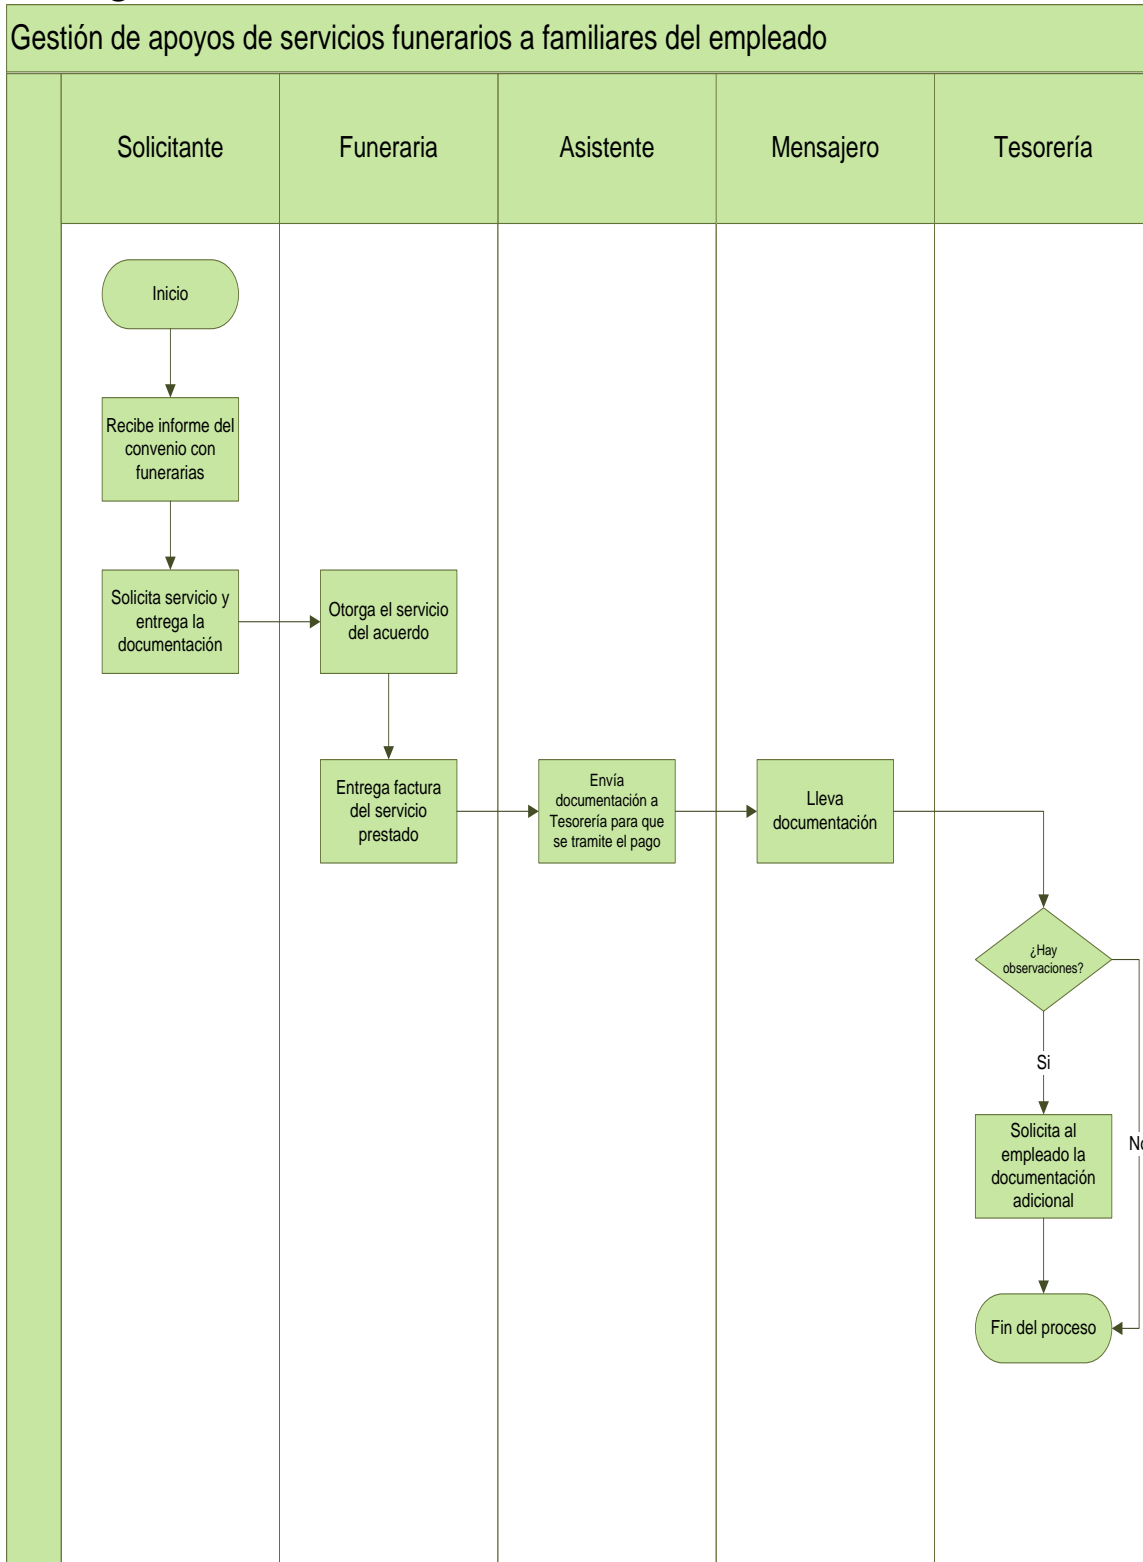 Gestión de apoyos de servicios funerarios a familiares del empleado
Solicitante
Funeraria
Asistente
Mensajero
Tesorería
Inicio
Recibe informe del
convenio con
funerarias
Solicita servicio y
entrega la
documentación
Otorga el servicio
del acuerdo
Entrega factura
del servicio
prestado
Envía
documentación a
Tesorería para que
se tramite el pago
Lleva
documentación
¿Hay
observaciones?
Si
No
Solicita al
empleado la
documentación
adicional
Fin del proceso